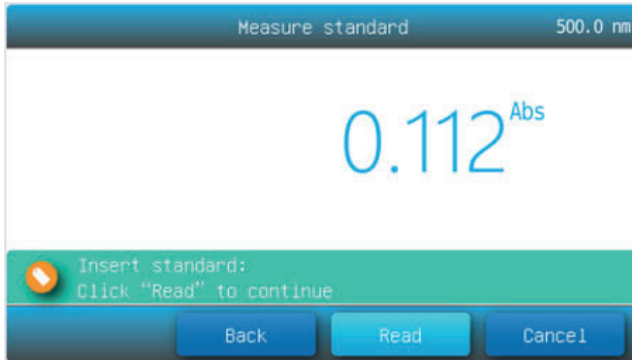 Measure standard 500.0 nm
0.112 Abs
Insert standard:
Click “Read” to continue
Back Read Cancel